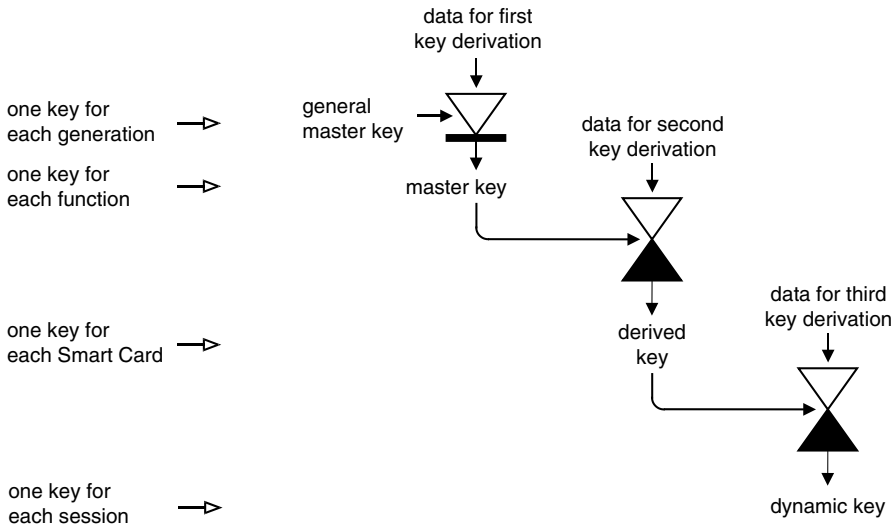 data for first
key derivation
one key for
each generation
general
master key
data for second
key derivation
one key for
each function
master key
data for third
key derivation
one key for
each Smart Card
derived
key
one key for
each session
dynamic key